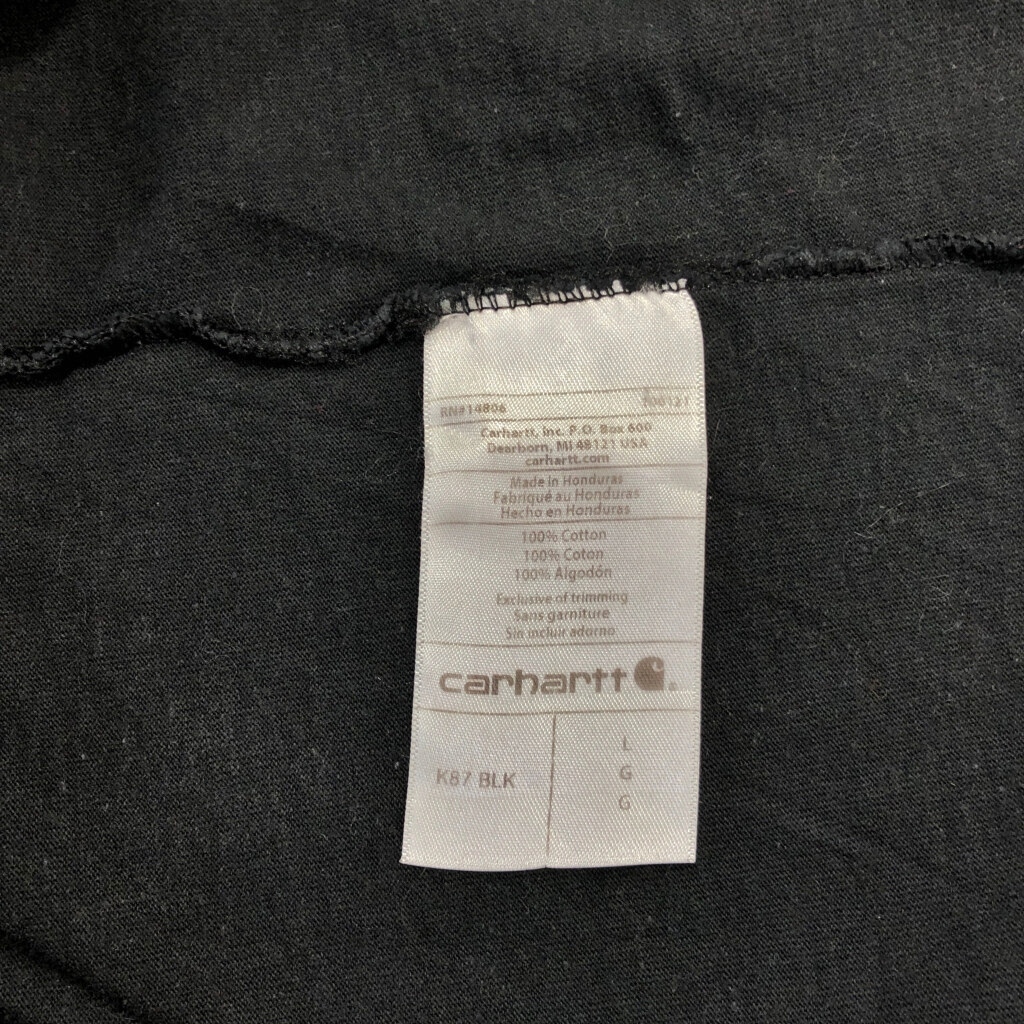 RN#14806
Carhartt, Inc. P.O. Box 600
Dearborn, MI 48121 USA
carhartt.com
Made in Honduras
Fabriqué au Honduras
Hecho en Honduras
100% Cotton
100% Coton
100% Algodón
Exclusive of trimming
Sans garniture
Sin incluir adorno
carhartt
K87 BLK
L
G
G